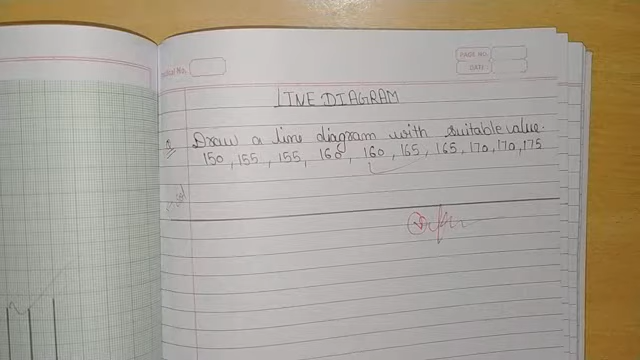 PAGE NO.
DATE
LINE DIAGRAM
Draw a line diagram with suitable value.
150, 155, 155, 160, 160, 165, 165, 170, 170, 175